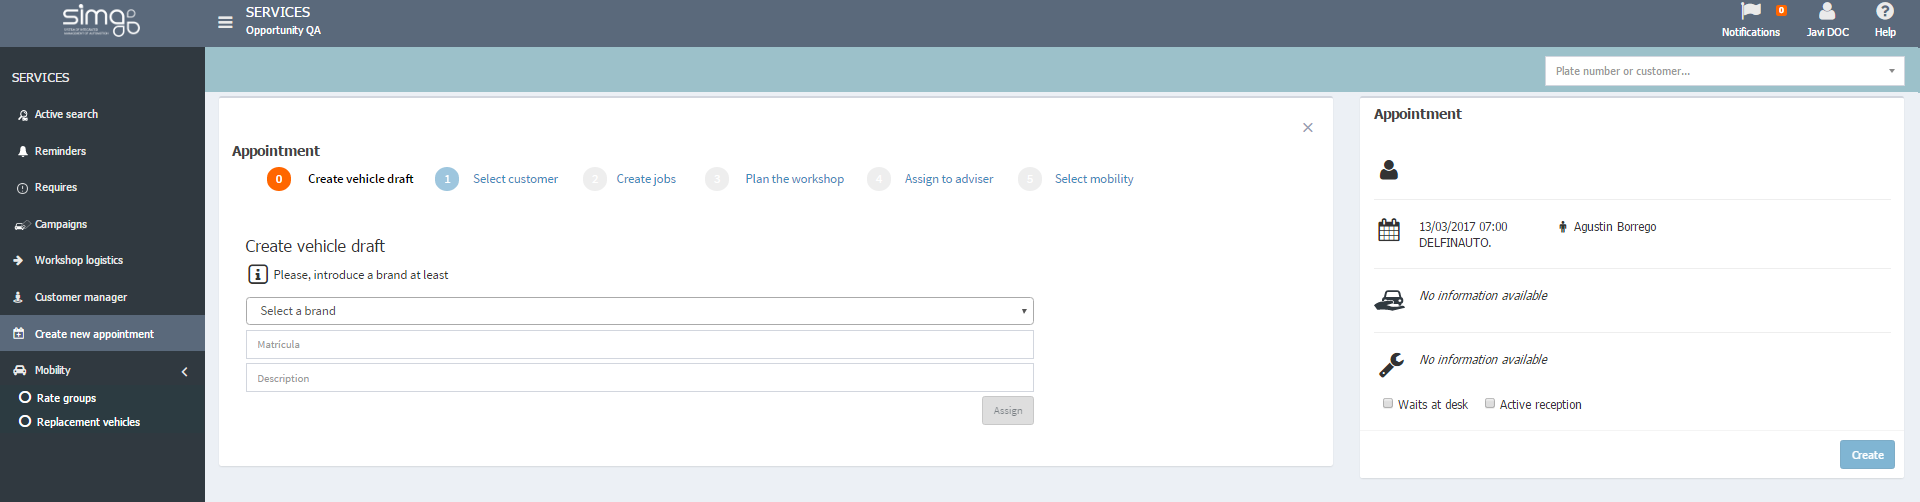 sima
SERVICES
Opportunity QA
0
Notifications
Javi DOC
Help
Plate number or customer...
SERVICES
Active search
Reminders
Requires
Campaigns
Workshop logistics
Customer manager
Create new appointment
Mobility
Rate groups
Replacement vehicles
Appointment
0 Create vehicle draft 1 Select customer 2 Create jobs 3 Plan the workshop 4 Assign to adviser 5 Select mobility
Create vehicle draft
Please, introduce a brand at least
Select a brand
Matrícula
Description
Assign
Appointment
13/03/2017 07:00 Agustin Borrego
DELFINAUTO.
No information available
No information available
Waits at desk Active reception
Create